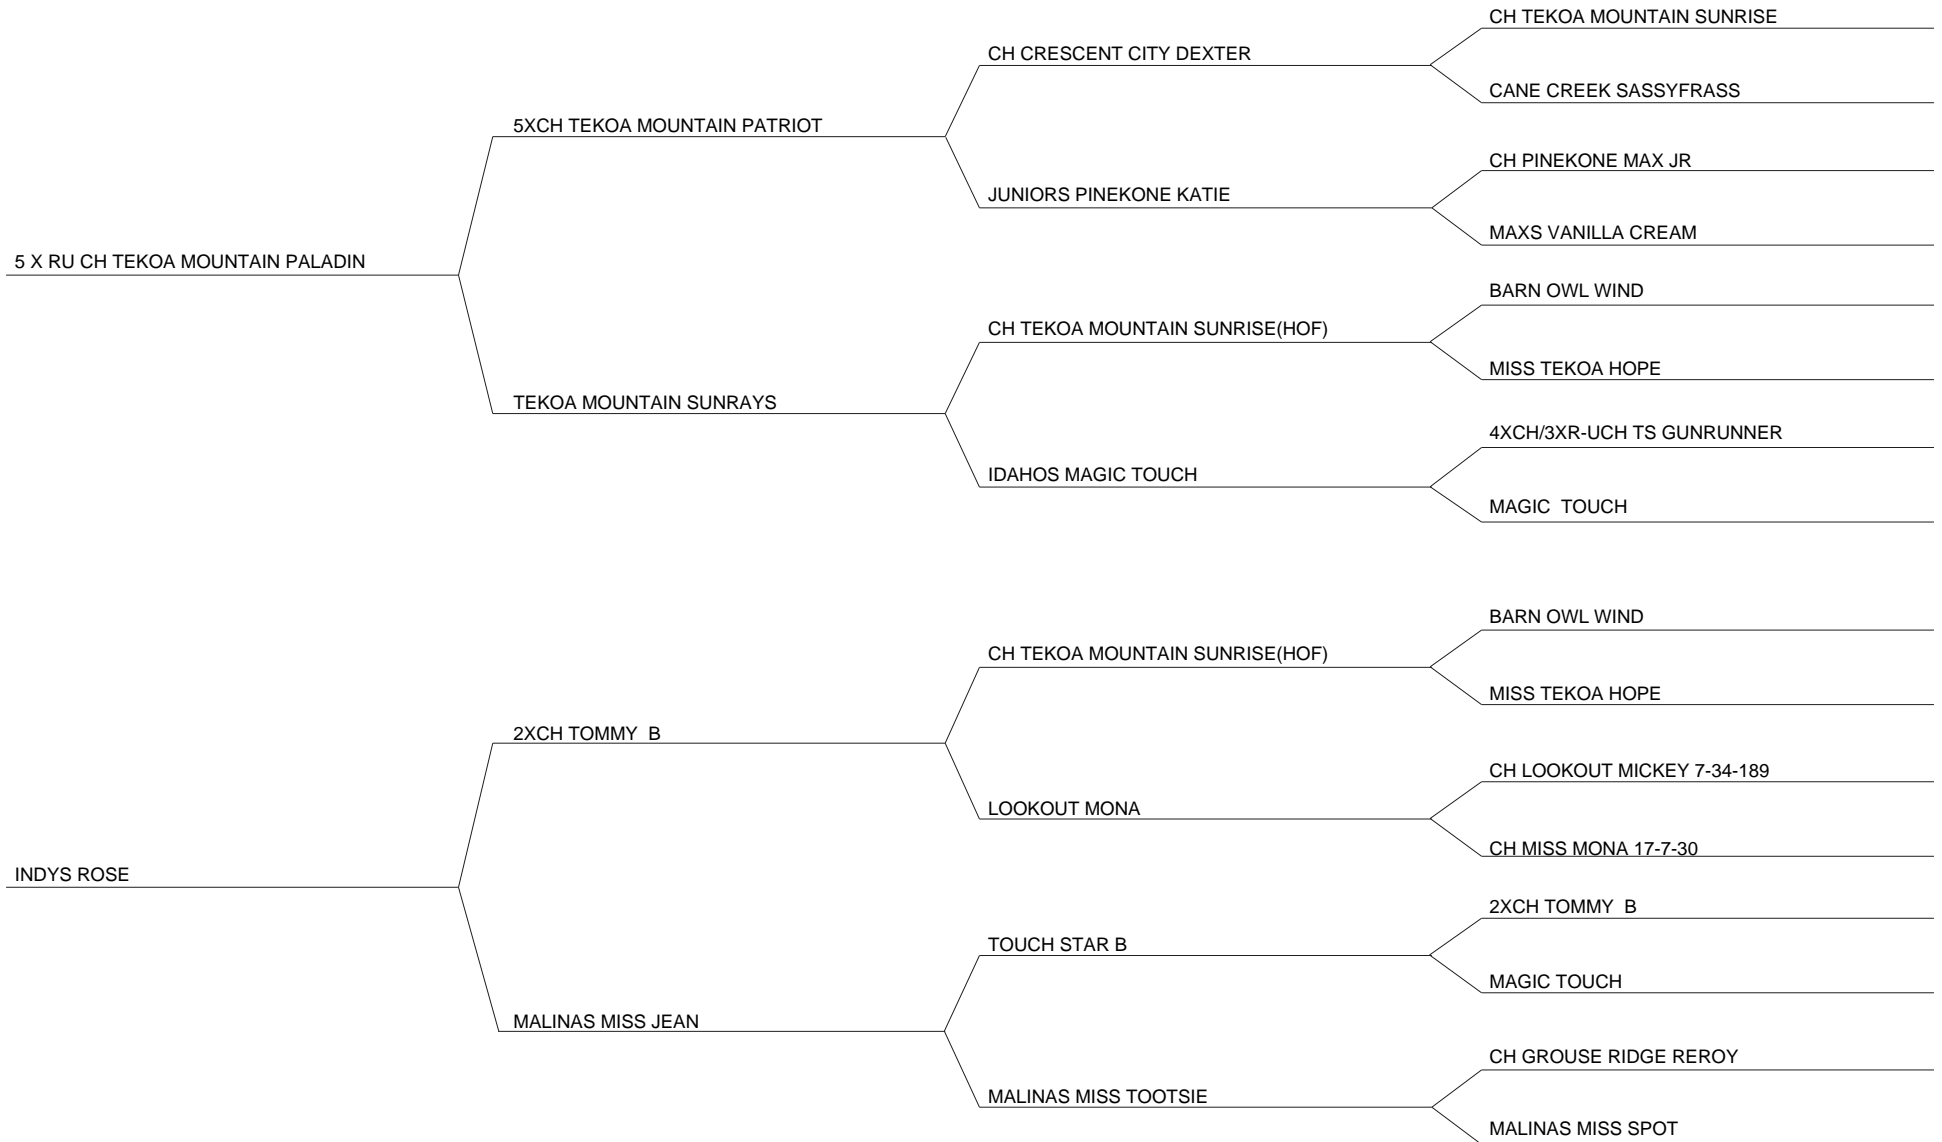 CH TEKOA MOUNTAIN SUNRISE
CH CRESCENT CITY DEXTER
CANE CREEK SASSYFRASS
5XCH TEKOA MOUNTAIN PATRIOT
CH PINEKONE MAX JR
JUNIORS PINEKONE KATIE
MAXS VANILLA CREAM
5 X RU CH TEKOA MOUNTAIN PALADIN
BARN OWL WIND
CH TEKOA MOUNTAIN SUNRISE(HOF)
MISS TEKOA HOPE
TEKOA MOUNTAIN SUNRAYS
4XCH/3XR-UCH TS GUNRUNNER
IDAHOS MAGIC TOUCH
MAGIC  TOUCH
BARN OWL WIND
CH TEKOA MOUNTAIN SUNRISE(HOF)
MISS TEKOA HOPE
2XCH TOMMY  B
CH LOOKOUT MICKEY 7-34-189
LOOKOUT MONA
CH MISS MONA 17-7-30
INDYS ROSE
2XCH TOMMY  B
TOUCH STAR B
MAGIC TOUCH
MALINAS MISS JEAN
CH GROUSE RIDGE REROY
MALINAS MISS TOOTSIE
MALINAS MISS SPOT